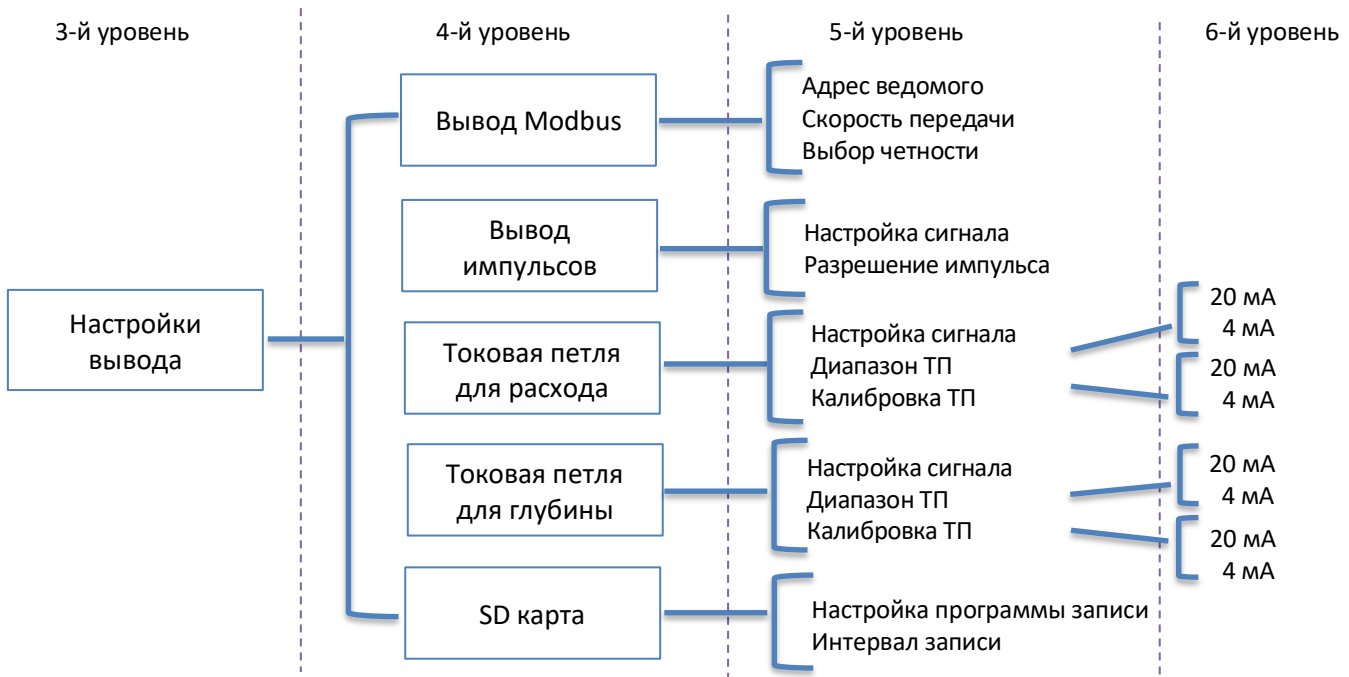 3-й уровень
4-й уровень
5-й уровень
6-й уровень
Настройки
вывода
Вывод Modbus
Адрес ведомого
Скорость передачи
Выбор четности
Вывод
импульсов
Настройка сигнала
Разрешение импульса
Токовая петля
для расхода
Настройка сигнала
Диапазон ТП
Калибровка ТП
20 мА
4 мА
20 мА
4 мА
Токовая петля
для глубины
Настройка сигнала
Диапазон ТП
Калибровка ТП
20 мА
4 мА
20 мА
4 мА
SD карта
Настройка программы записи
Интервал записи